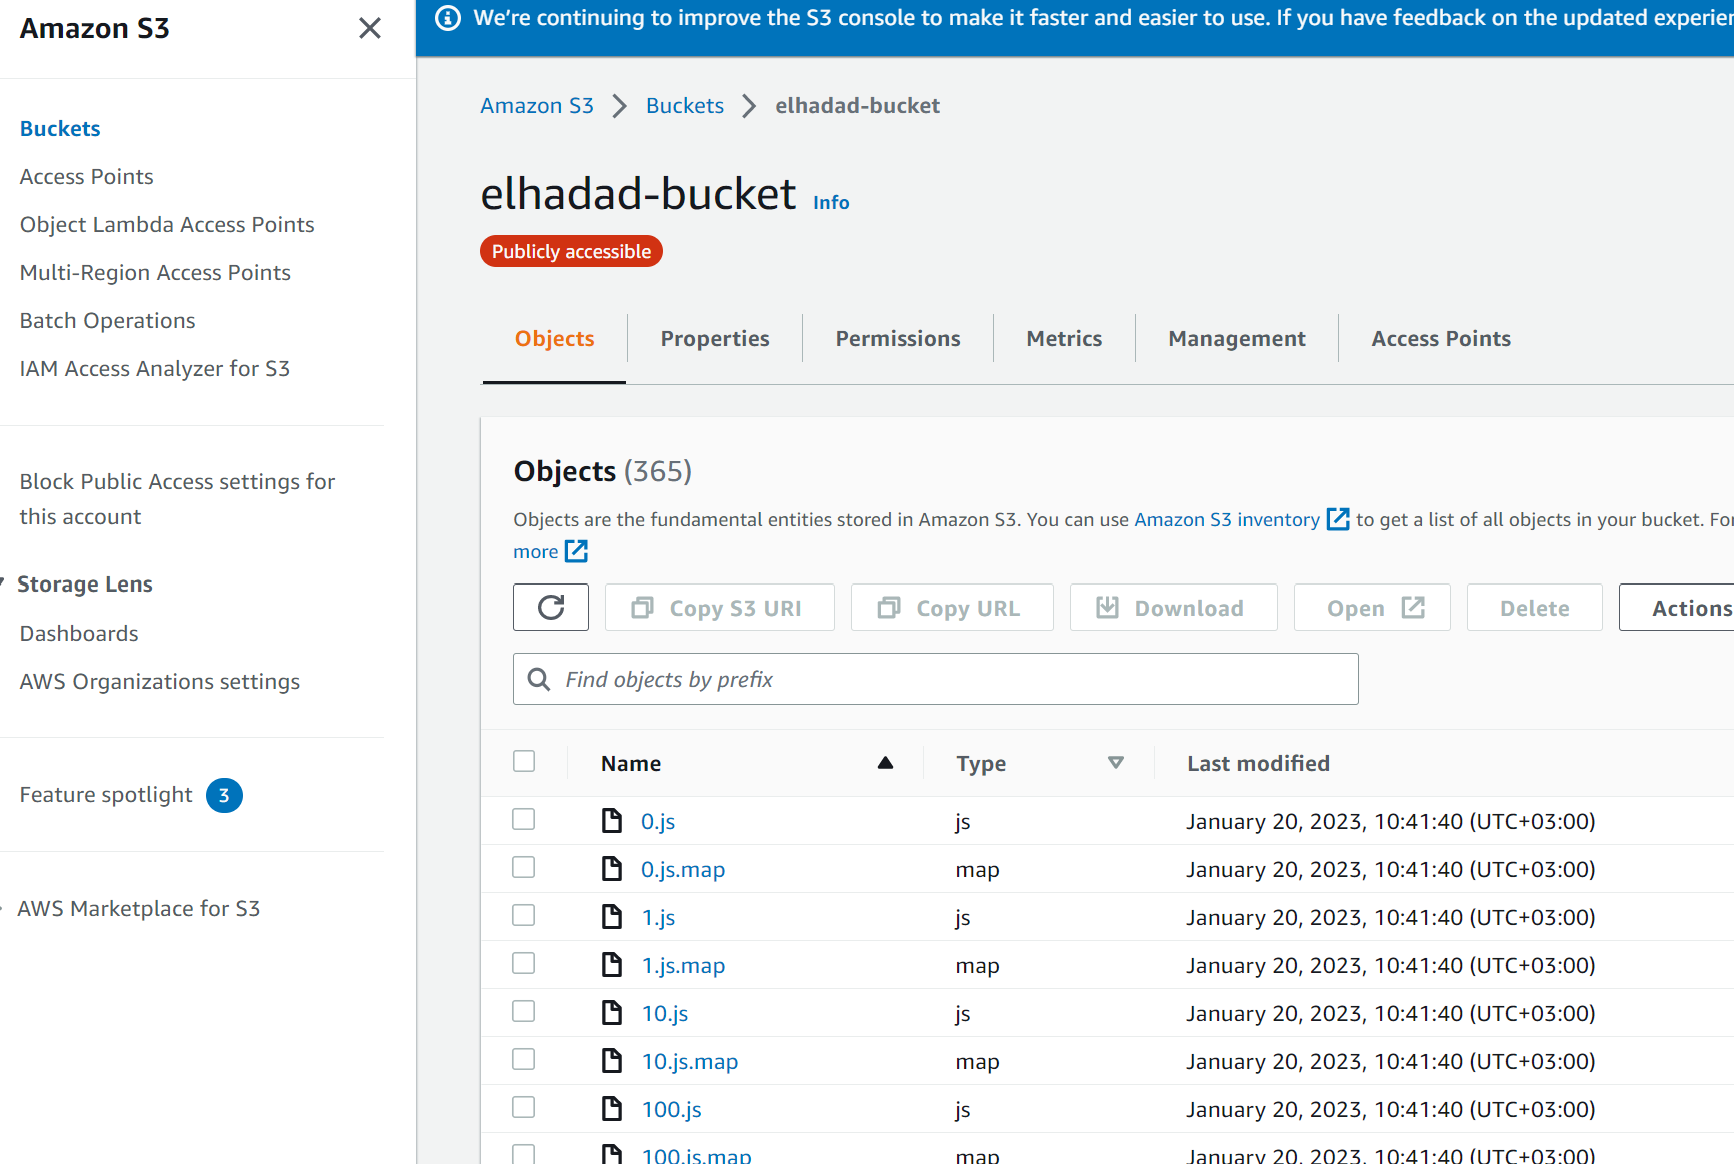 Amazon S3
We're continuing to improve the S3 console to make it faster and easier to use. If you have feedback on the updated
Amazon S3 Buckets elhadad-bucket
Buckets
Access Points
Object Lambda Access Points
Multi-Region Access Points
Batch Operations
IAM Access Analyzer for S3
Block Public Access settings for
this account
Storage Lens
Dashboards
AWS Organizations settings
Feature spotlight 3
AWS Marketplace for S3
elhadad-bucket Info
Publicly accessible
Objects Properties Permissions Metrics Management Access Points
Objects (365)
Objects are the fundamental entities stored in Amazon S3. You can use Amazon S3 inventory to get a list of all objects in your bucket. For
more
Copy S3 URI Copy URL Download Open Delete Actions
Find objects by prefix
Name Type Last modified
0.js js January 20, 2023, 10:41:40 (UTC+03:00)
0.js.map map January 20, 2023, 10:41:40 (UTC+03:00)
1.js js January 20, 2023, 10:41:40 (UTC+03:00)
1.js.map map January 20, 2023, 10:41:40 (UTC+03:00)
10.js js January 20, 2023, 10:41:40 (UTC+03:00)
10.js.map map January 20, 2023, 10:41:40 (UTC+03:00)
100.js js January 20, 2023, 10:41:40 (UTC+03:00)
100.js.map map January 20, 2023, 10:41:40 (UTC+03:00)